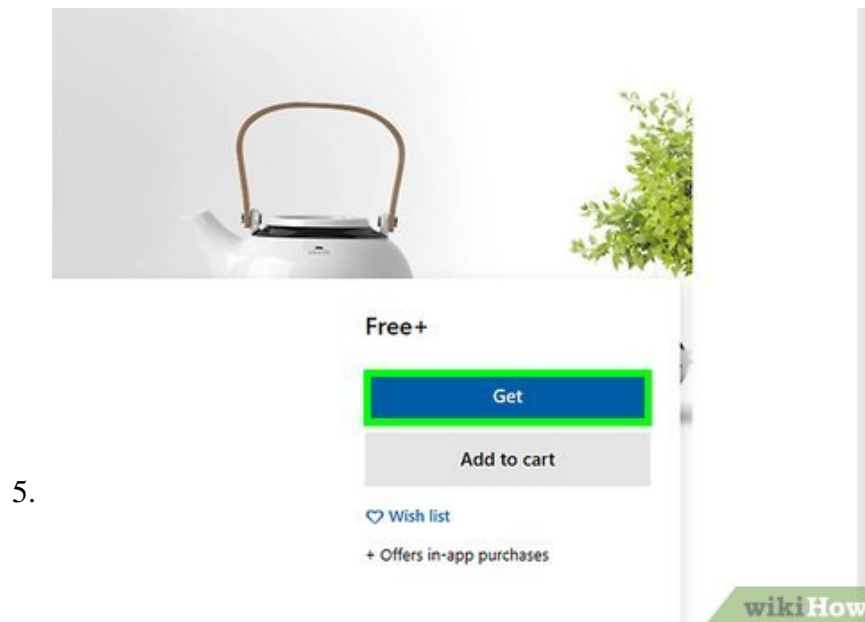 Free+
Get
Add to cart
5.
Wish list
+ Offers in-app purchases
wikiHow